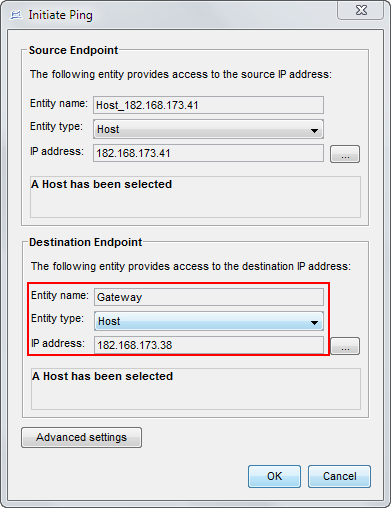 Initiate Ping
Source Endpoint
The following entity provides access to the source IP address:
Entity name: Host_182.168.173.41
Entity type: Host
IP address: 182.168.173.41 ...
A Host has been selected
Destination Endpoint
The following entity provides access to the destination IP address:
Entity name: Gateway
Entity type: Host
IP address: 182.168.173.38 ...
A Host has been selected
Advanced settings
OK Cancel